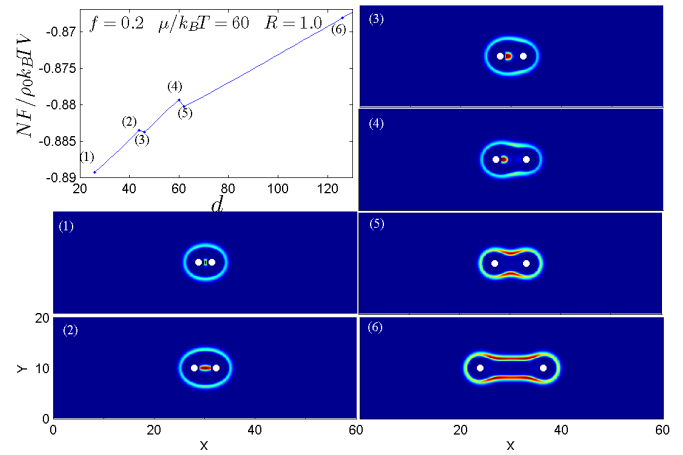 f = 0.2 μ/k_BT = 60 R = 1.0
NF/ρ₀k_BTV
-0.87
-0.875
-0.88
-0.885
-0.89
(1)
(2)
(3)
(4)
(5)
(6)
20 40 60 80 100 120
d
(3)
(4)
(1)
(5)
(2)
(6)
20
10
0
Y
0 20 40 60
X
0 20 40 60
X